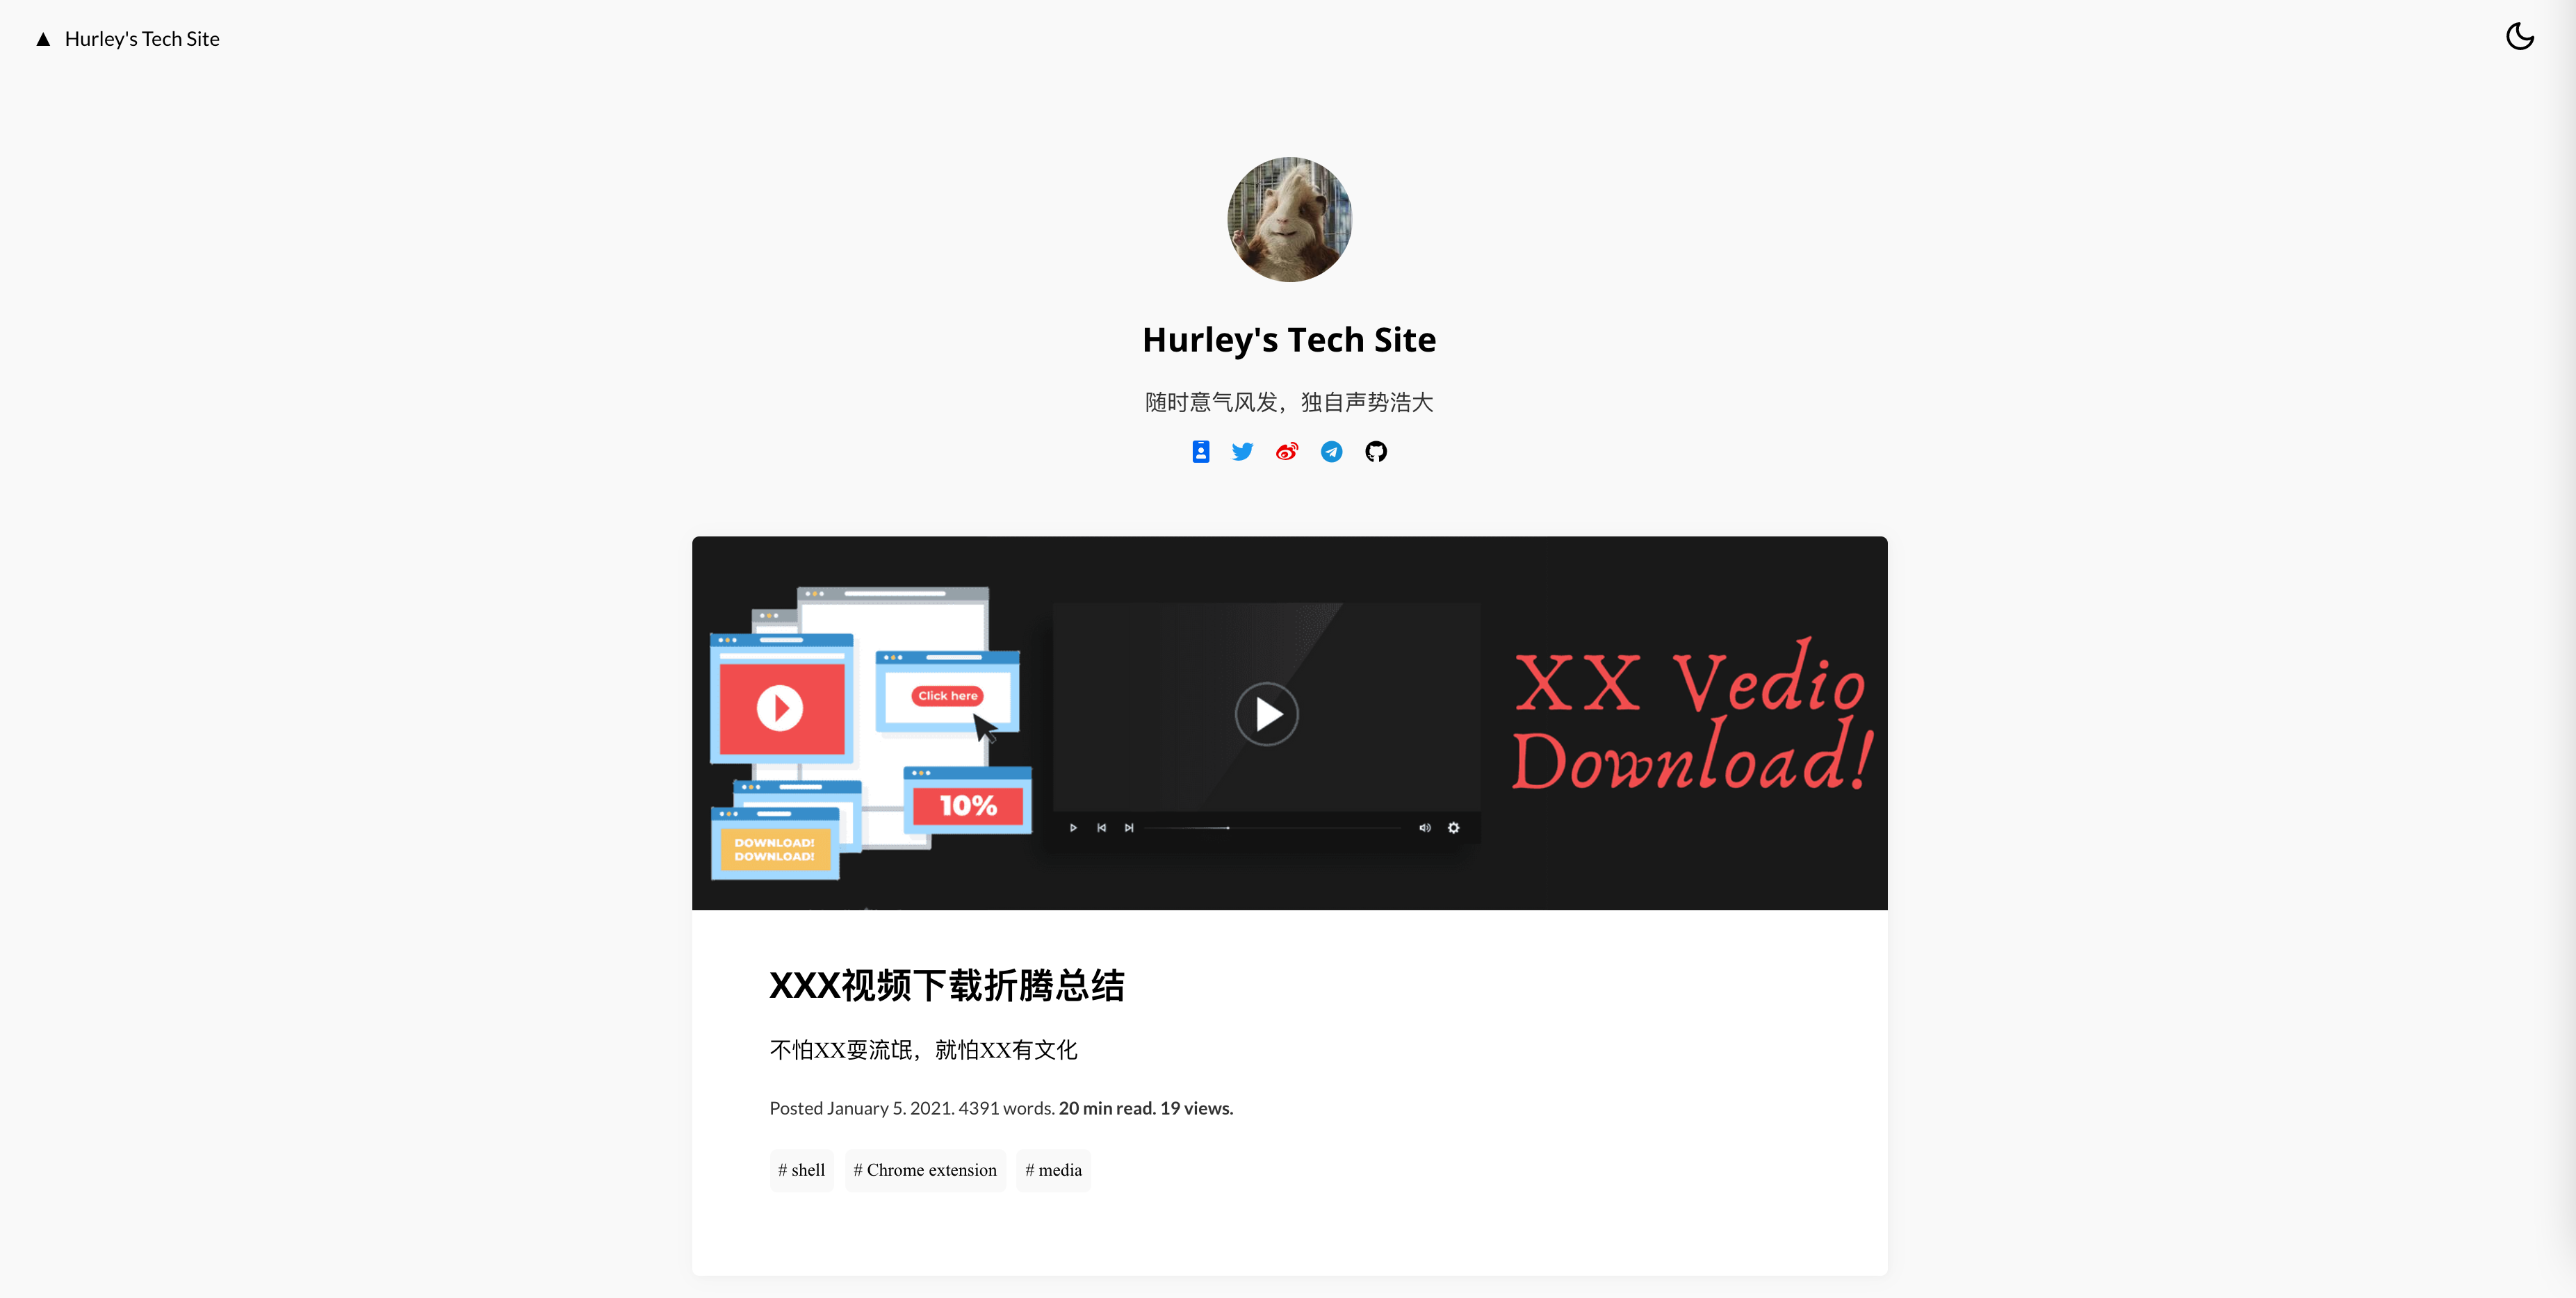 ▲ Hurley's Tech Site
Hurley's Tech Site
随时意气风发，独自声势浩大
Click here
10%
DOWNLOAD!
DOWNLOAD!
XX Vedio
Download!
XXX视频下载折腾总结
不怕XX耍流氓，就怕XX有文化
Posted January 5. 2021. 4391 words. 20 min read. 19 views.
# shell # Chrome extension # media